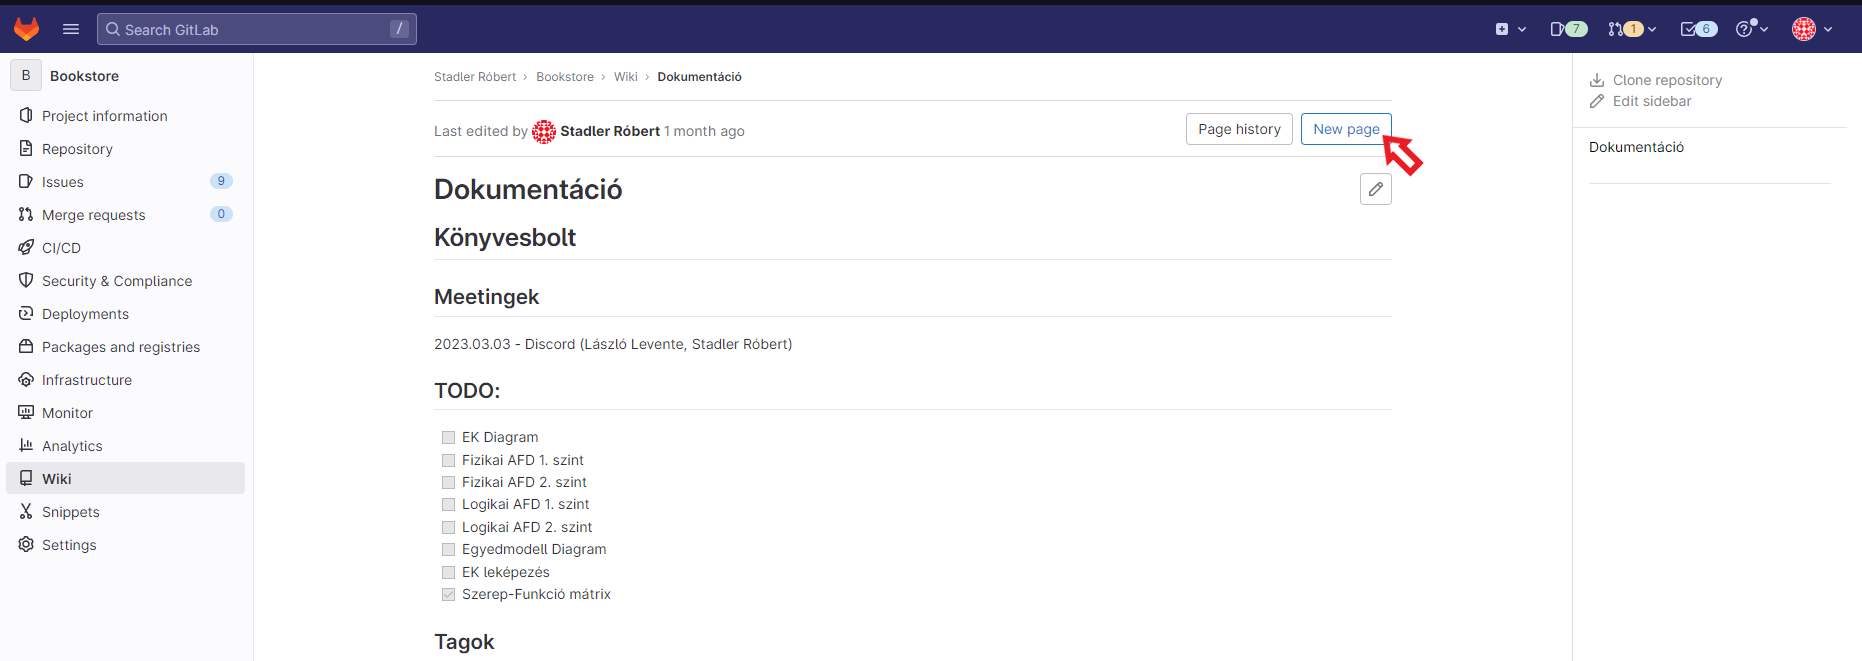 Search GitLab /
7
1
6
B Bookstore
Project information
Repository
Issues 9
Merge requests 0
CI/CD
Security & Compliance
Deployments
Packages and registries
Infrastructure
Monitor
Analytics
Wiki
Snippets
Settings
Stadler Róbert › Bookstore › Wiki › Dokumentáció
Last edited by Stadler Róbert 1 month ago
Page history
New page
Dokumentáció
Könyvesbolt
Meetingek
2023.03.03 - Discord (László Levente, Stadler Róbert)
TODO:
EK Diagram
Fizikai AFD 1. szint
Fizikai AFD 2. szint
Logikai AFD 1. szint
Logikai AFD 2. szint
Egyedmodell Diagram
EK leképezés
Szerep-Funkció mátrix
Tagok
Clone repository
Edit sidebar
Dokumentáció